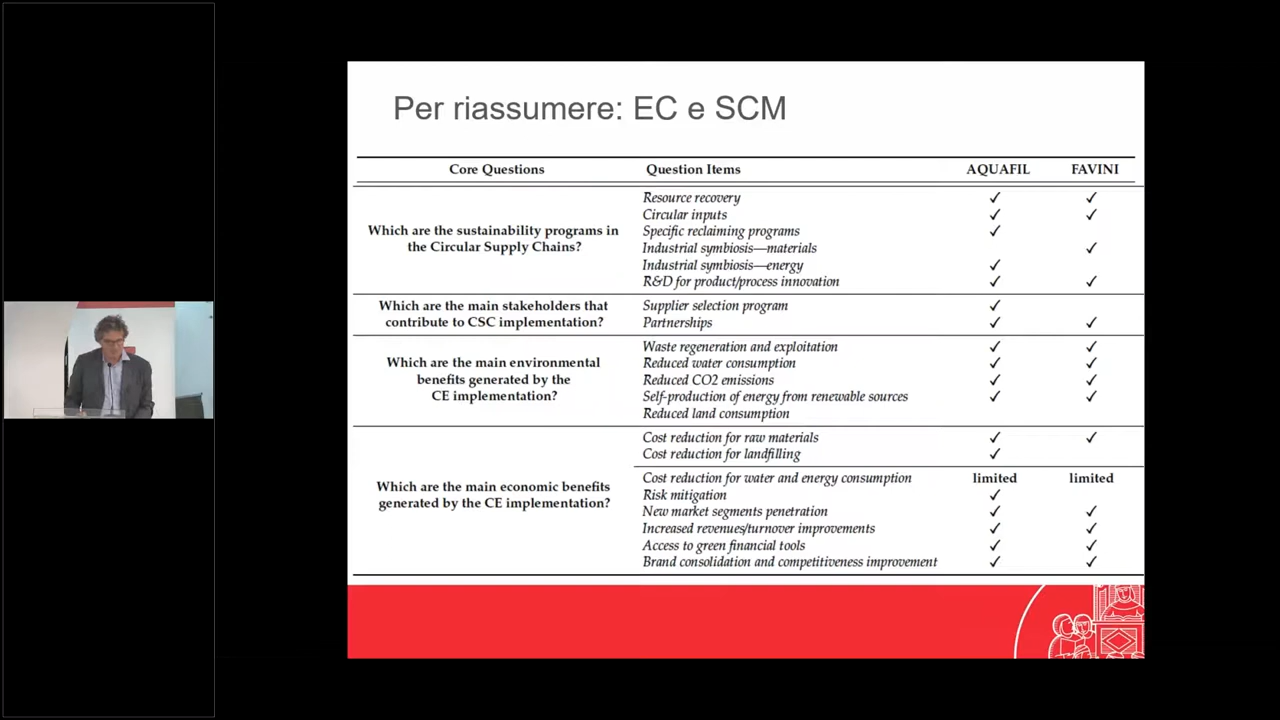 Per riassumere: EC e SCM
Core Questions Question Items AQUAFIL FAVINI
Which are the sustainability programs in
the Circular Supply Chains?
Resource recovery ✓ ✓
Circular inputs ✓ ✓
Specific reclaiming programs ✓
Industrial symbiosis—materials ✓
Industrial symbiosis—energy ✓
R&D for product/process innovation ✓ ✓
Which are the main stakeholders that
contribute to CSC implementation?
Supplier selection program ✓
Partnerships ✓ ✓
Which are the main environmental
benefits generated by the
CE implementation?
Waste regeneration and exploitation ✓ ✓
Reduced water consumption ✓ ✓
Reduced CO2 emissions ✓ ✓
Self-production of energy from renewable sources ✓ ✓
Reduced land consumption
Which are the main economic benefits
generated by the CE implementation?
Cost reduction for raw materials ✓ ✓
Cost reduction for landfilling ✓
Cost reduction for water and energy consumption limited limited
Risk mitigation ✓
New market segments penetration ✓ ✓
Increased revenues/turnover improvements ✓ ✓
Access to green financial tools ✓ ✓
Brand consolidation and competitiveness improvement ✓ ✓